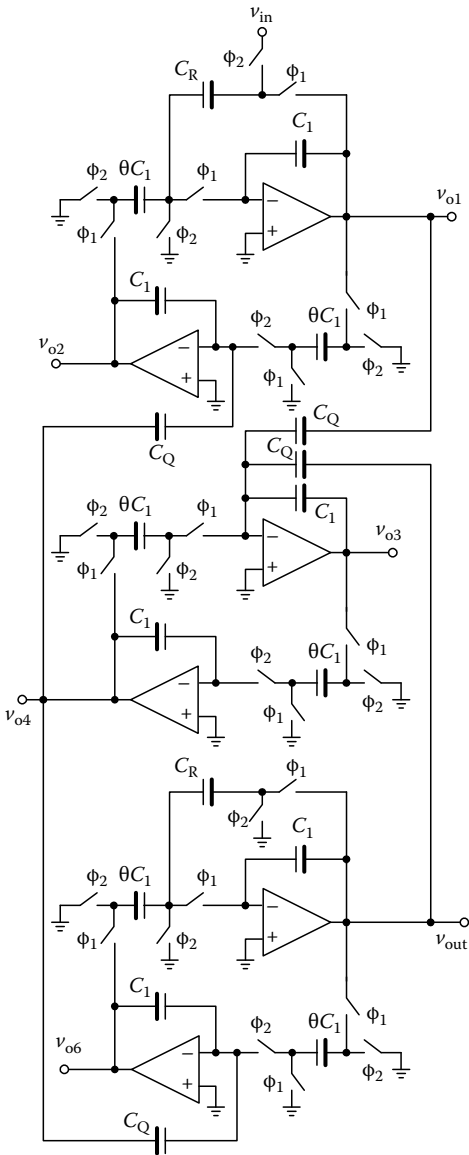 v_in
ϕ2
C_R
ϕ1
C1
ϕ2
θC1
ϕ1
−
+
v_o1
ϕ1
ϕ2
C1
ϕ1
ϕ2
θC1
v_o2
−
+
ϕ1
ϕ2
C_Q
C_Q
C_Q
ϕ2
θC1
ϕ1
C1
−
+
v_o3
ϕ1
ϕ2
C1
ϕ1
ϕ2
θC1
v_o4
−
+
ϕ1
ϕ2
C_R
ϕ1
ϕ2
C1
ϕ2
θC1
ϕ1
−
+
v_out
ϕ1
ϕ2
C1
ϕ1
ϕ2
θC1
v_o6
−
+
ϕ1
ϕ2
C_Q